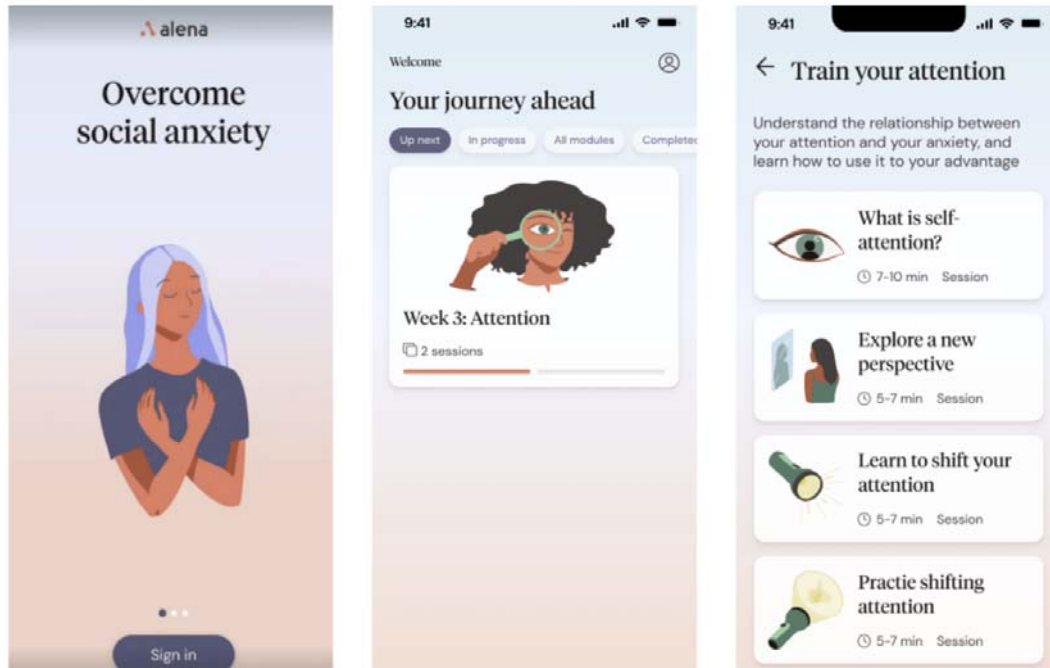 alena
Overcome
social anxiety
Sign in
9:41
Welcome
Your journey ahead
Up next
In progress
All modules
Completed
Week 3: Attention
2 sessions
9:41
Train your attention
Understand the relationship between
your attention and your anxiety, and
learn how to use it to your advantage
What is self-
attention?
7-10 min Session
Explore a new
perspective
5-7 min Session
Learn to shift your
attention
5-7 min Session
Practie shifting
attention
5-7 min Session